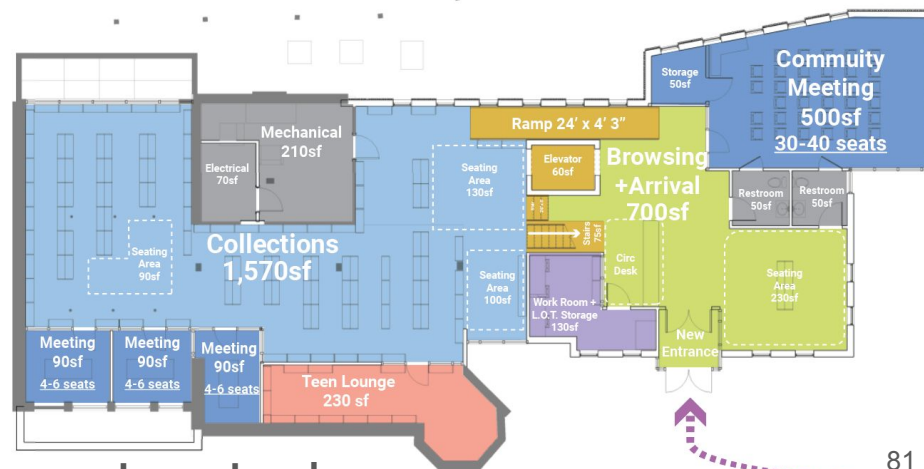 Commuity
Meeting
500sf
30-40 seats
Storage
50sf
Ramp 24' x 4' 3"
Mechanical
210sf
Electrical
70sf
Elevator
60sf
Browsing
+Arrival
700sf
Seating
Area
130sf
Restroom
50sf
Restroom
50sf
Stairs
75sf
Collections
1,570sf
Seating
Area
90sf
Seating
Area
100sf
Circ
Desk
Seating
Area
230sf
Work Room +
L.O.T. Storage
130sf
New
Entrance
Meeting
90sf
4-6 seats
Meeting
90sf
4-6 seats
Meeting
90sf
4-6 seats
Teen Lounge
230 sf
81